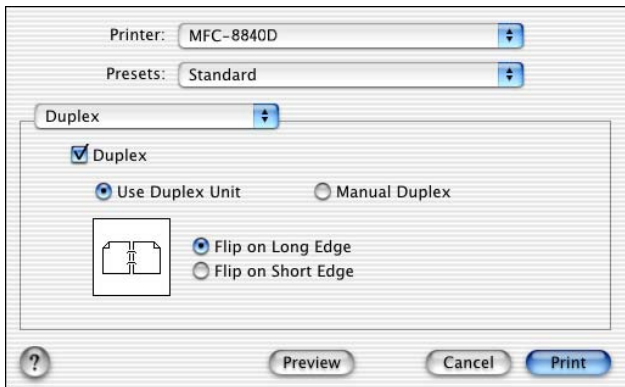 Printer: MFC-8840D
Presets: Standard
Duplex
Duplex
Use Duplex Unit Manual Duplex
Flip on Long Edge
Flip on Short Edge
? Preview Cancel Print